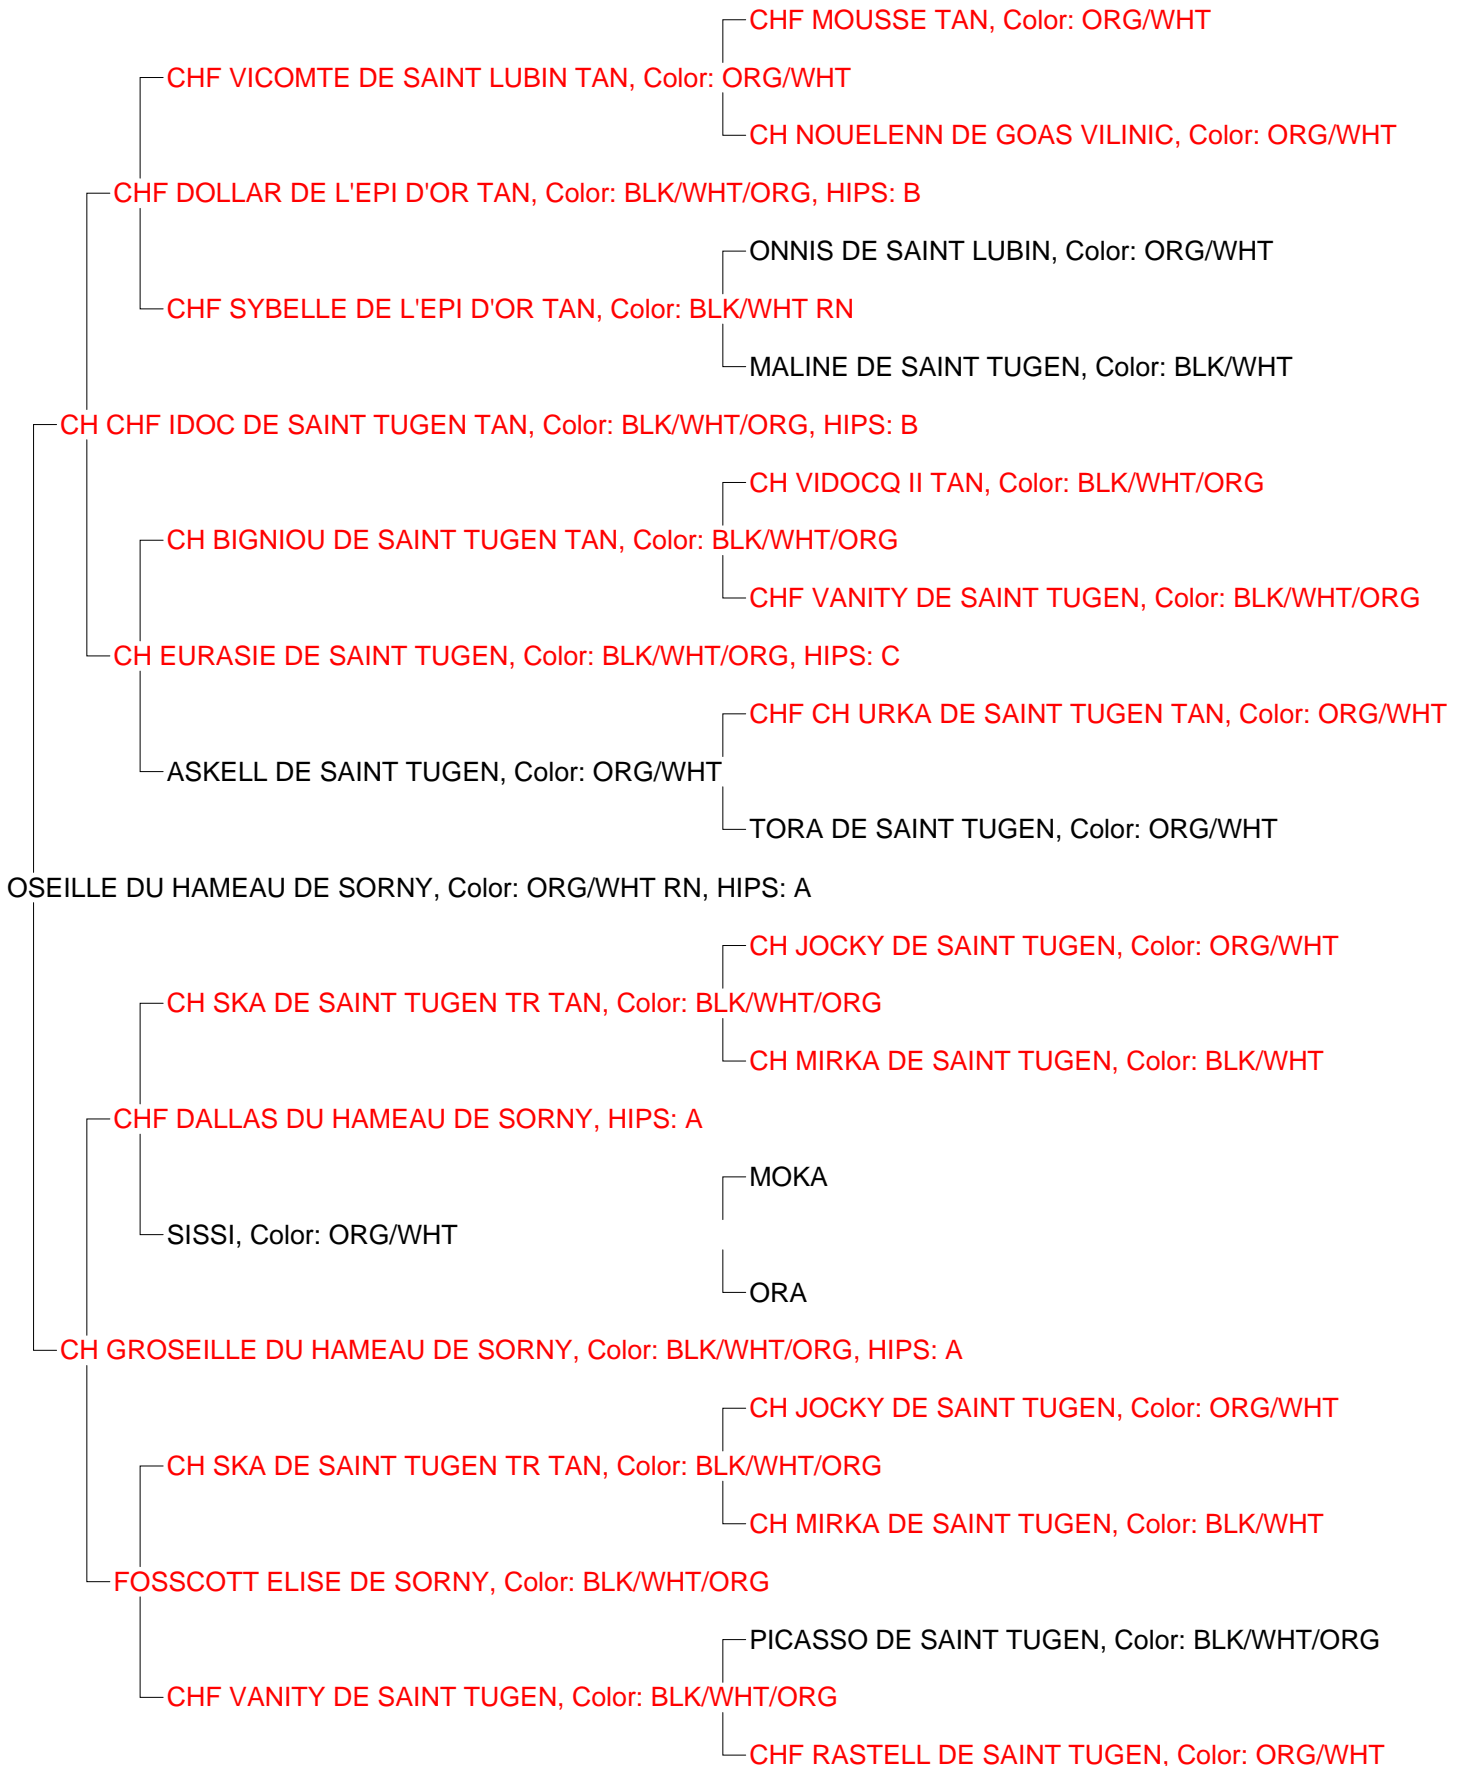 CHF MOUSSE TAN, Color: ORG/WHT
CHF VICOMTE DE SAINT LUBIN TAN, Color: ORG/WHT
CH NOUELENN DE GOAS VILINIC, Color: ORG/WHT
CHF DOLLAR DE L'EPI D'OR TAN, Color: BLK/WHT/ORG, HIPS: B
ONNIS DE SAINT LUBIN, Color: ORG/WHT
CHF SYBELLE DE L'EPI D'OR TAN, Color: BLK/WHT RN
MALINE DE SAINT TUGEN, Color: BLK/WHT
CH CHF IDOC DE SAINT TUGEN TAN, Color: BLK/WHT/ORG, HIPS: B
CH VIDOCQ II TAN, Color: BLK/WHT/ORG
CH BIGNIOU DE SAINT TUGEN TAN, Color: BLK/WHT/ORG
CHF VANITY DE SAINT TUGEN, Color: BLK/WHT/ORG
CH EURASIE DE SAINT TUGEN, Color: BLK/WHT/ORG, HIPS: C
CHF CH URKA DE SAINT TUGEN TAN, Color: ORG/WHT
ASKELL DE SAINT TUGEN, Color: ORG/WHT
TORA DE SAINT TUGEN, Color: ORG/WHT
OSEILLE DU HAMEAU DE SORNY, Color: ORG/WHT RN, HIPS: A
CH JOCKY DE SAINT TUGEN, Color: ORG/WHT
CH SKA DE SAINT TUGEN TR TAN, Color: BLK/WHT/ORG
CH MIRKA DE SAINT TUGEN, Color: BLK/WHT
CHF DALLAS DU HAMEAU DE SORNY, HIPS: A
MOKA
SISSI, Color: ORG/WHT
ORA
CH GROSEILLE DU HAMEAU DE SORNY, Color: BLK/WHT/ORG, HIPS: A
CH JOCKY DE SAINT TUGEN, Color: ORG/WHT
CH SKA DE SAINT TUGEN TR TAN, Color: BLK/WHT/ORG
CH MIRKA DE SAINT TUGEN, Color: BLK/WHT
FOSSCOTT ELISE DE SORNY, Color: BLK/WHT/ORG
PICASSO DE SAINT TUGEN, Color: BLK/WHT/ORG
CHF VANITY DE SAINT TUGEN, Color: BLK/WHT/ORG
CHF RASTELL DE SAINT TUGEN, Color: ORG/WHT